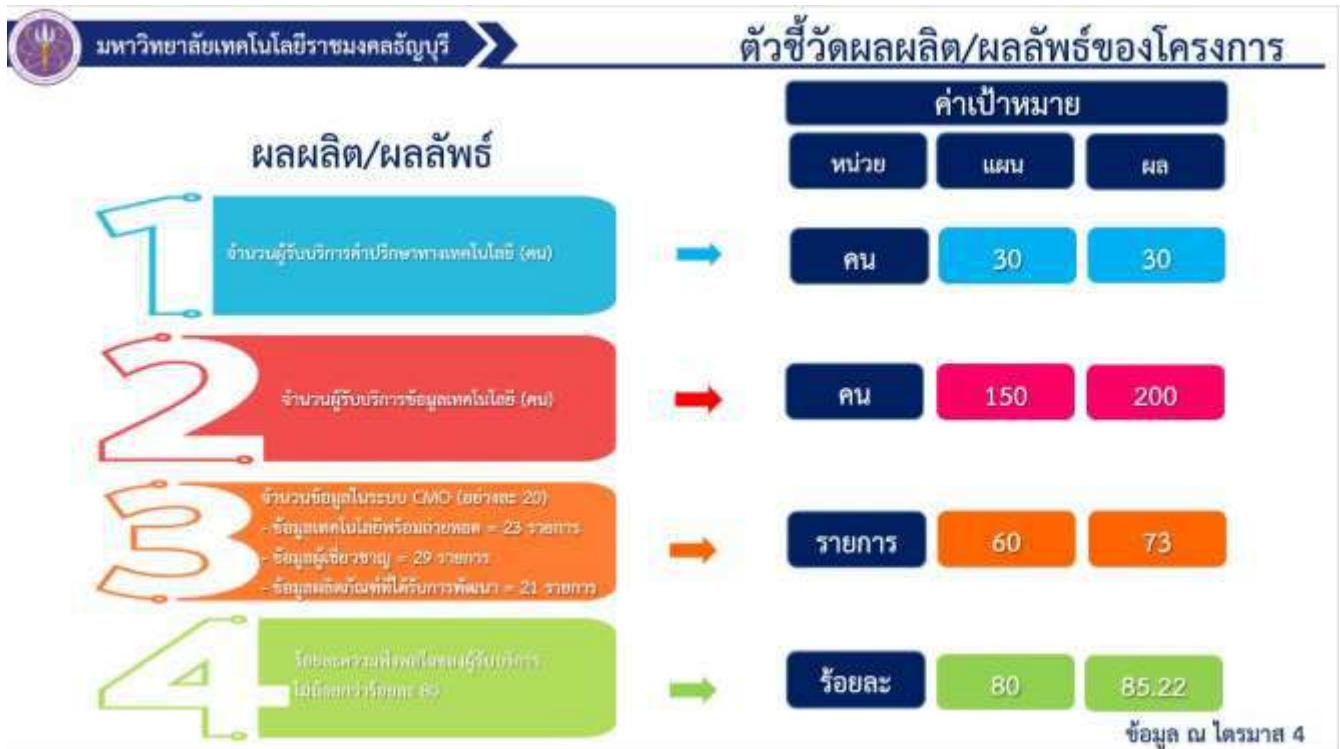 มหาวิทยาลัยเทคโนโลยีราชมงคลธัญบุรี
ตัวชี้วัดผลผลิต/ผลลัพธ์ของโครงการ
ผลผลิต/ผลลัพธ์
ค่าเป้าหมาย
หน่วย แผน ผล
1 จำนวนผู้รับบริการคำปรึกษาทางเทคโนโลยี (คน)
คน 30 30
2 จำนวนผู้รับบริการข้อมูลเทคโนโลยี (คน)
คน 150 200
3 จำนวนข้อมูลในระบบ CMO (อย่างละ 20)
- ข้อมูลเทคโนโลยีพร้อมถ่ายทอด = 23 รายการ
- ข้อมูลผู้เชี่ยวชาญ = 29 รายการ
- ข้อมูลผลิตภัณฑ์ที่ได้รับการพัฒนา = 21 รายการ
รายการ 60 73
4 ร้อยละความพึงพอใจของผู้รับบริการ
ไม่น้อยกว่าร้อยละ 80
ร้อยละ 80 85.22
ข้อมูล ณ ไตรมาส 4